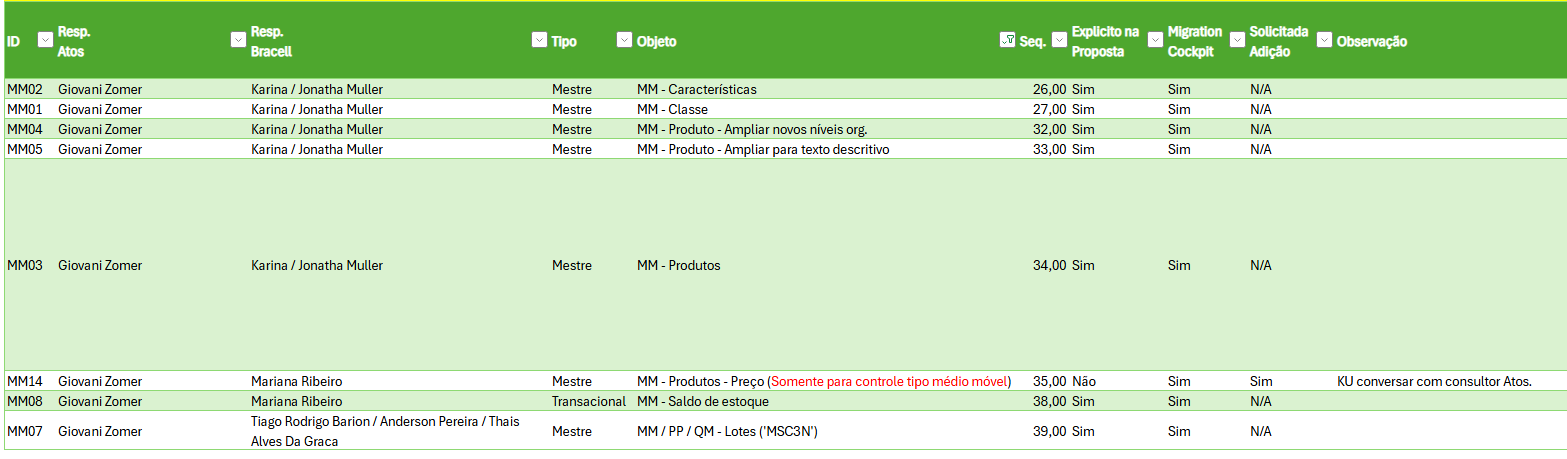 ID Resp. Atos Resp. Bracell Tipo Objeto Seq. Explicito na Proposta Migration Cockpit Solicitada Adição Observação
MM02 Giovani Zomer Karina / Jonatha Muller Mestre MM - Características 26,00 Sim Sim N/A
MM01 Giovani Zomer Karina / Jonatha Muller Mestre MM - Classe 27,00 Sim Sim N/A
MM04 Giovani Zomer Karina / Jonatha Muller Mestre MM - Produto - Ampliar novos níveis org. 32,00 Sim Sim N/A
MM05 Giovani Zomer Karina / Jonatha Muller Mestre MM - Produto - Ampliar para texto descritivo 33,00 Sim Sim N/A
MM03 Giovani Zomer Karina / Jonatha Muller Mestre MM - Produtos 34,00 Sim Sim N/A
MM14 Giovani Zomer Mariana Ribeiro Mestre MM - Produtos - Preço (Somente para controle tipo médio móvel) 35,00 Não Sim Sim KU conversar com consultor Atos.
MM08 Giovani Zomer Mariana Ribeiro Transacional MM - Saldo de estoque 38,00 Sim Sim N/A
MM07 Giovani Zomer Tiago Rodrigo Barion / Anderson Pereira / Thais Alves Da Graca Mestre MM / PP / QM - Lotes ('MSC3N') 39,00 Sim Sim N/A